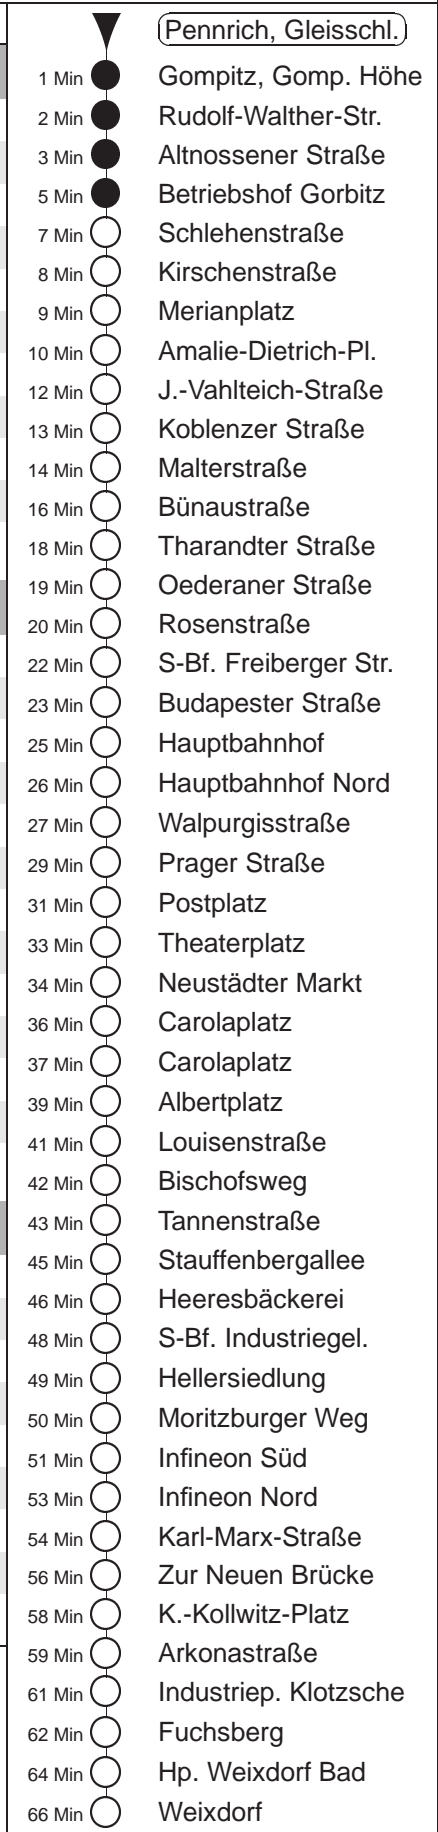 Pennrich, Gleisschl.
1 Min Gompitz, Gomp. Höhe
2 Min Rudolf-Walther-Str.
3 Min Altnossener Straße
5 Min Betriebshof Gorbitz
7 Min Schlehenstraße
8 Min Kirschenstraße
9 Min Merianplatz
10 Min Amalie-Dietrich-Pl.
12 Min J.-Vahlteich-Straße
13 Min Koblenzer Straße
14 Min Malterstraße
16 Min Bünaustraße
18 Min Tharandter Straße
19 Min Oederaner Straße
20 Min Rosenstraße
22 Min S-Bf. Freiberger Str.
23 Min Budapester Straße
25 Min Hauptbahnhof
26 Min Hauptbahnhof Nord
27 Min Walpurgisstraße
29 Min Prager Straße
31 Min Postplatz
33 Min Theaterplatz
34 Min Neustädter Markt
36 Min Carolaplatz
37 Min Carolaplatz
39 Min Albertplatz
41 Min Louisenstraße
42 Min Bischofsweg
43 Min Tannenstraße
45 Min Stauffenbergallee
46 Min Heeresbäckerei
48 Min S-Bf. Industriegel.
49 Min Hellersiedlung
50 Min Moritzburger Weg
51 Min Infineon Süd
53 Min Infineon Nord
54 Min Karl-Marx-Straße
56 Min Zur Neuen Brücke
58 Min K.-Kollwitz-Platz
59 Min Arkonastraße
61 Min Industriep. Klotzsche
62 Min Fuchsberg
64 Min Hp. Weixdorf Bad
66 Min Weixdorf